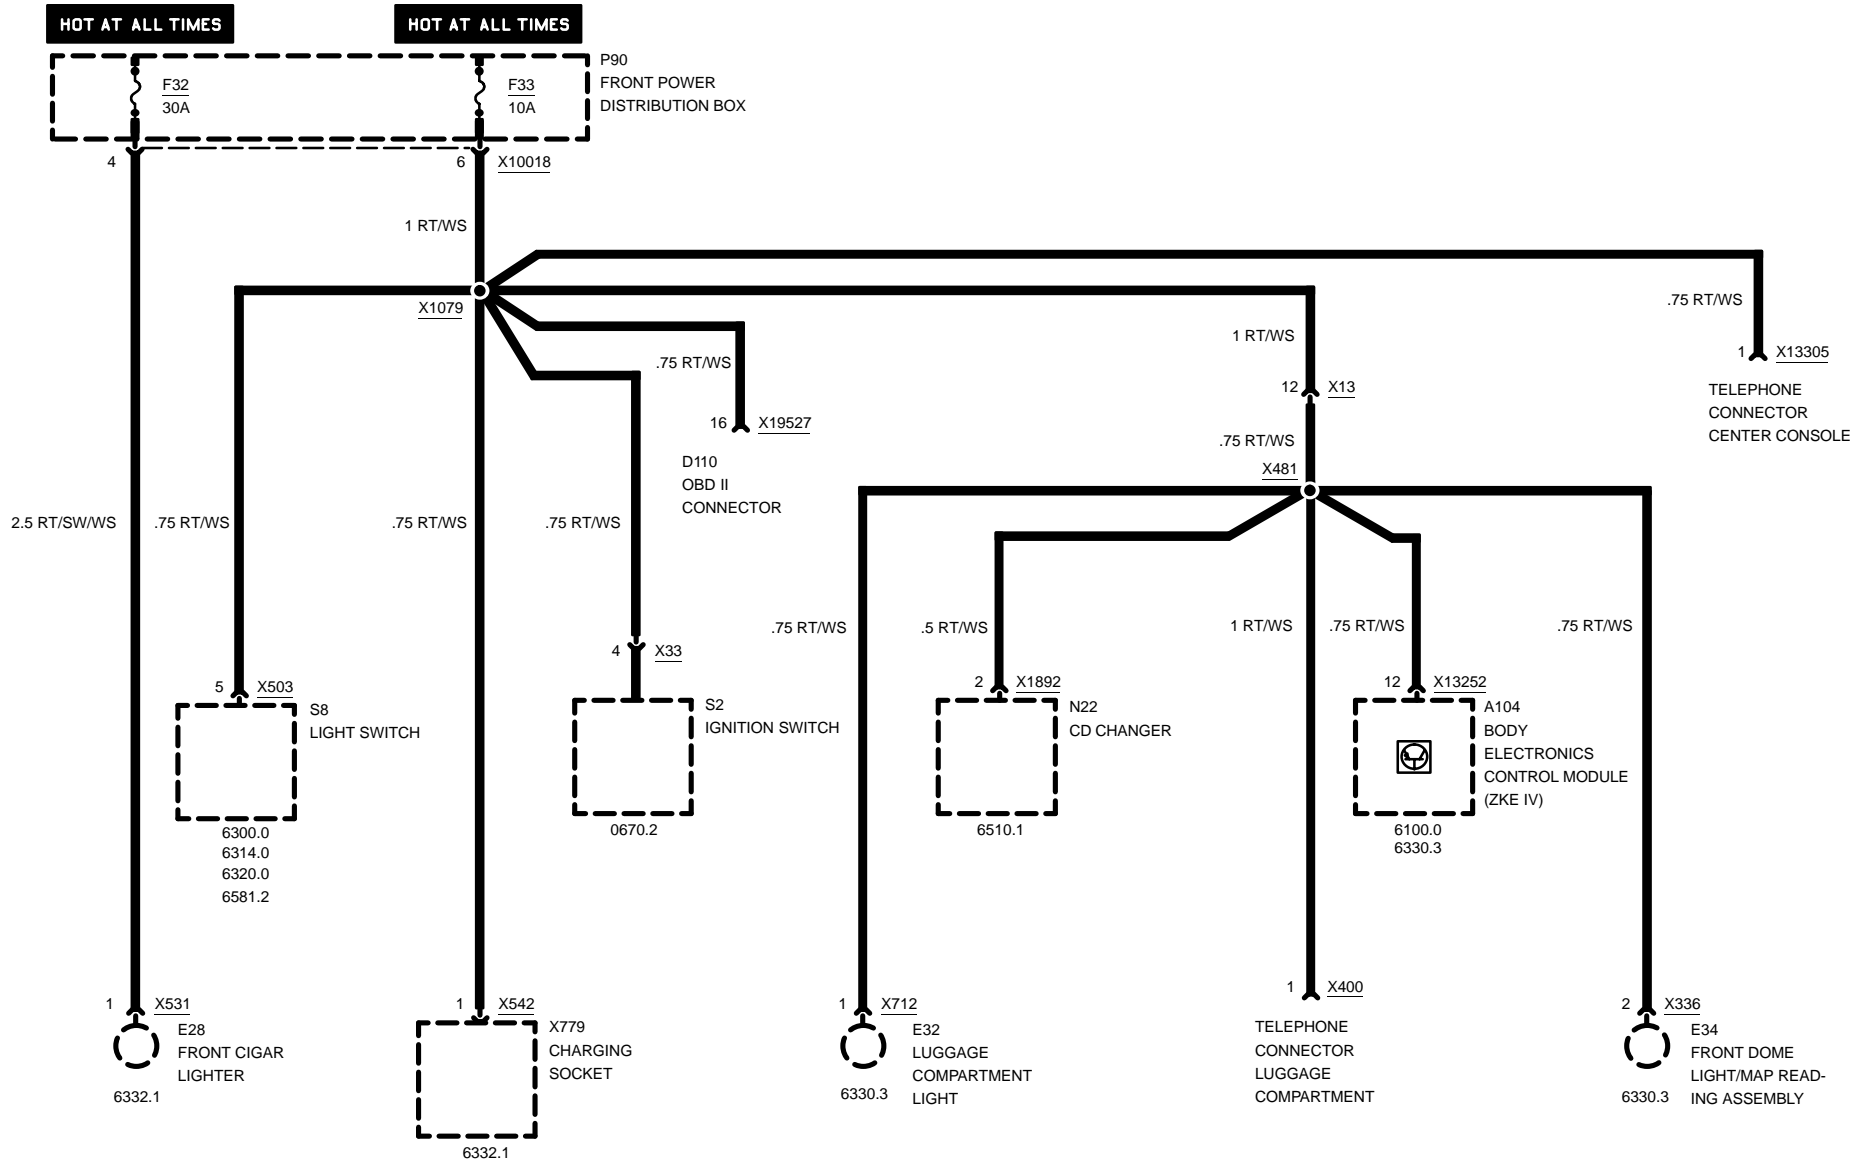 HOT AT ALL TIMES
HOT AT ALL TIMES
F32
30A
F33
10A
P90
FRONT POWER
DISTRIBUTION BOX
4
6
X10018
1 RT/WS
X1079
.75 RT/WS
1 X13305
TELEPHONE
CONNECTOR
CENTER CONSOLE
1 RT/WS
12 X13
.75 RT/WS
X481
.75 RT/WS
16 X19527
D110
OBD II
CONNECTOR
2.5 RT/SW/WS
.75 RT/WS
.75 RT/WS
.75 RT/WS
.75 RT/WS
.5 RT/WS
1 RT/WS
.75 RT/WS
.75 RT/WS
5 X503
S8
LIGHT SWITCH
6300.0
6314.0
6320.0
6581.2
4 X33
S2
IGNITION SWITCH
0670.2
2 X1892
N22
CD CHANGER
6510.1
12 X13252
A104
BODY
ELECTRONICS
CONTROL MODULE
(ZKE IV)
6100.0
6330.3
1 X531
E28
FRONT CIGAR
LIGHTER
6332.1
1 X542
X779
CHARGING
SOCKET
6332.1
1 X712
E32
LUGGAGE
COMPARTMENT
LIGHT
6330.3
1 X400
TELEPHONE
CONNECTOR
LUGGAGE
COMPARTMENT
2 X336
E34
FRONT DOME
LIGHT/MAP READ-
ING ASSEMBLY
6330.3